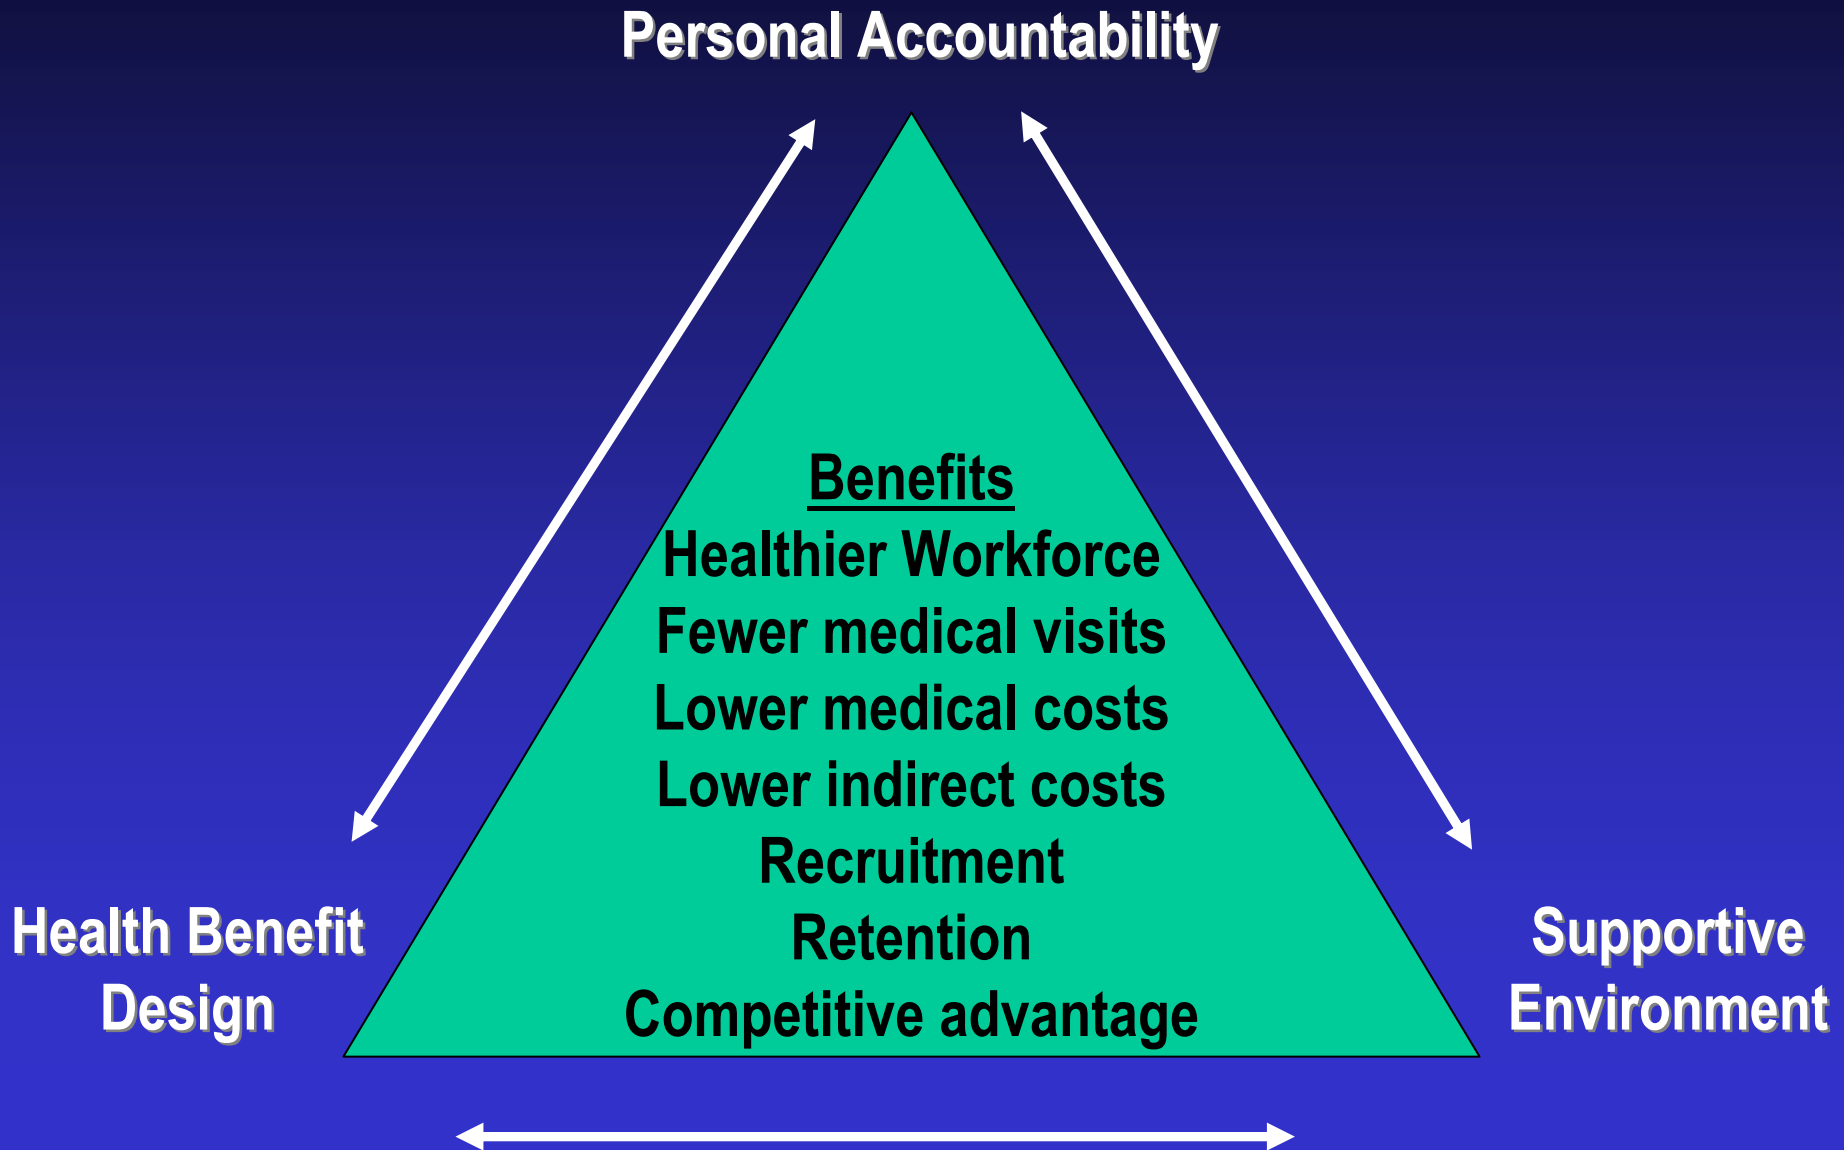 Personal Accountability
Benefits
Healthier Workforce
Fewer medical visits
Lower medical costs
Lower indirect costs
Recruitment
Retention
Competitive advantage
Health Benefit
Design
Supportive
Environment